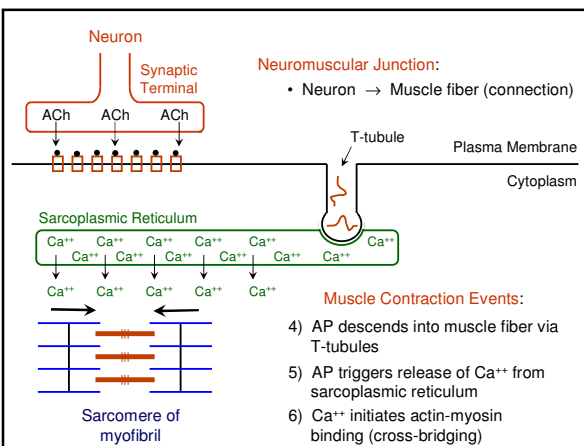 Neuron
Synaptic
Terminal
Neuromuscular Junction:
• Neuron → Muscle fiber (connection)
ACh ACh ACh
T-tubule
Plasma Membrane
Cytoplasm
Sarcoplasmic Reticulum
Ca⁺⁺ Ca⁺⁺ Ca⁺⁺ Ca⁺⁺ Ca⁺⁺ Ca⁺⁺
Ca⁺⁺ Ca⁺⁺ Ca⁺⁺ Ca⁺⁺ Ca⁺⁺ Ca⁺⁺
Ca⁺⁺ Ca⁺⁺ Ca⁺⁺ Ca⁺⁺ Ca⁺⁺
Muscle Contraction Events:
4) AP descends into muscle fiber via
T-tubules
5) AP triggers release of Ca⁺⁺ from
sarcoplasmic reticulum
6) Ca⁺⁺ initiates actin-myosin
binding (cross-bridging)
Sarcomere of
myofibril